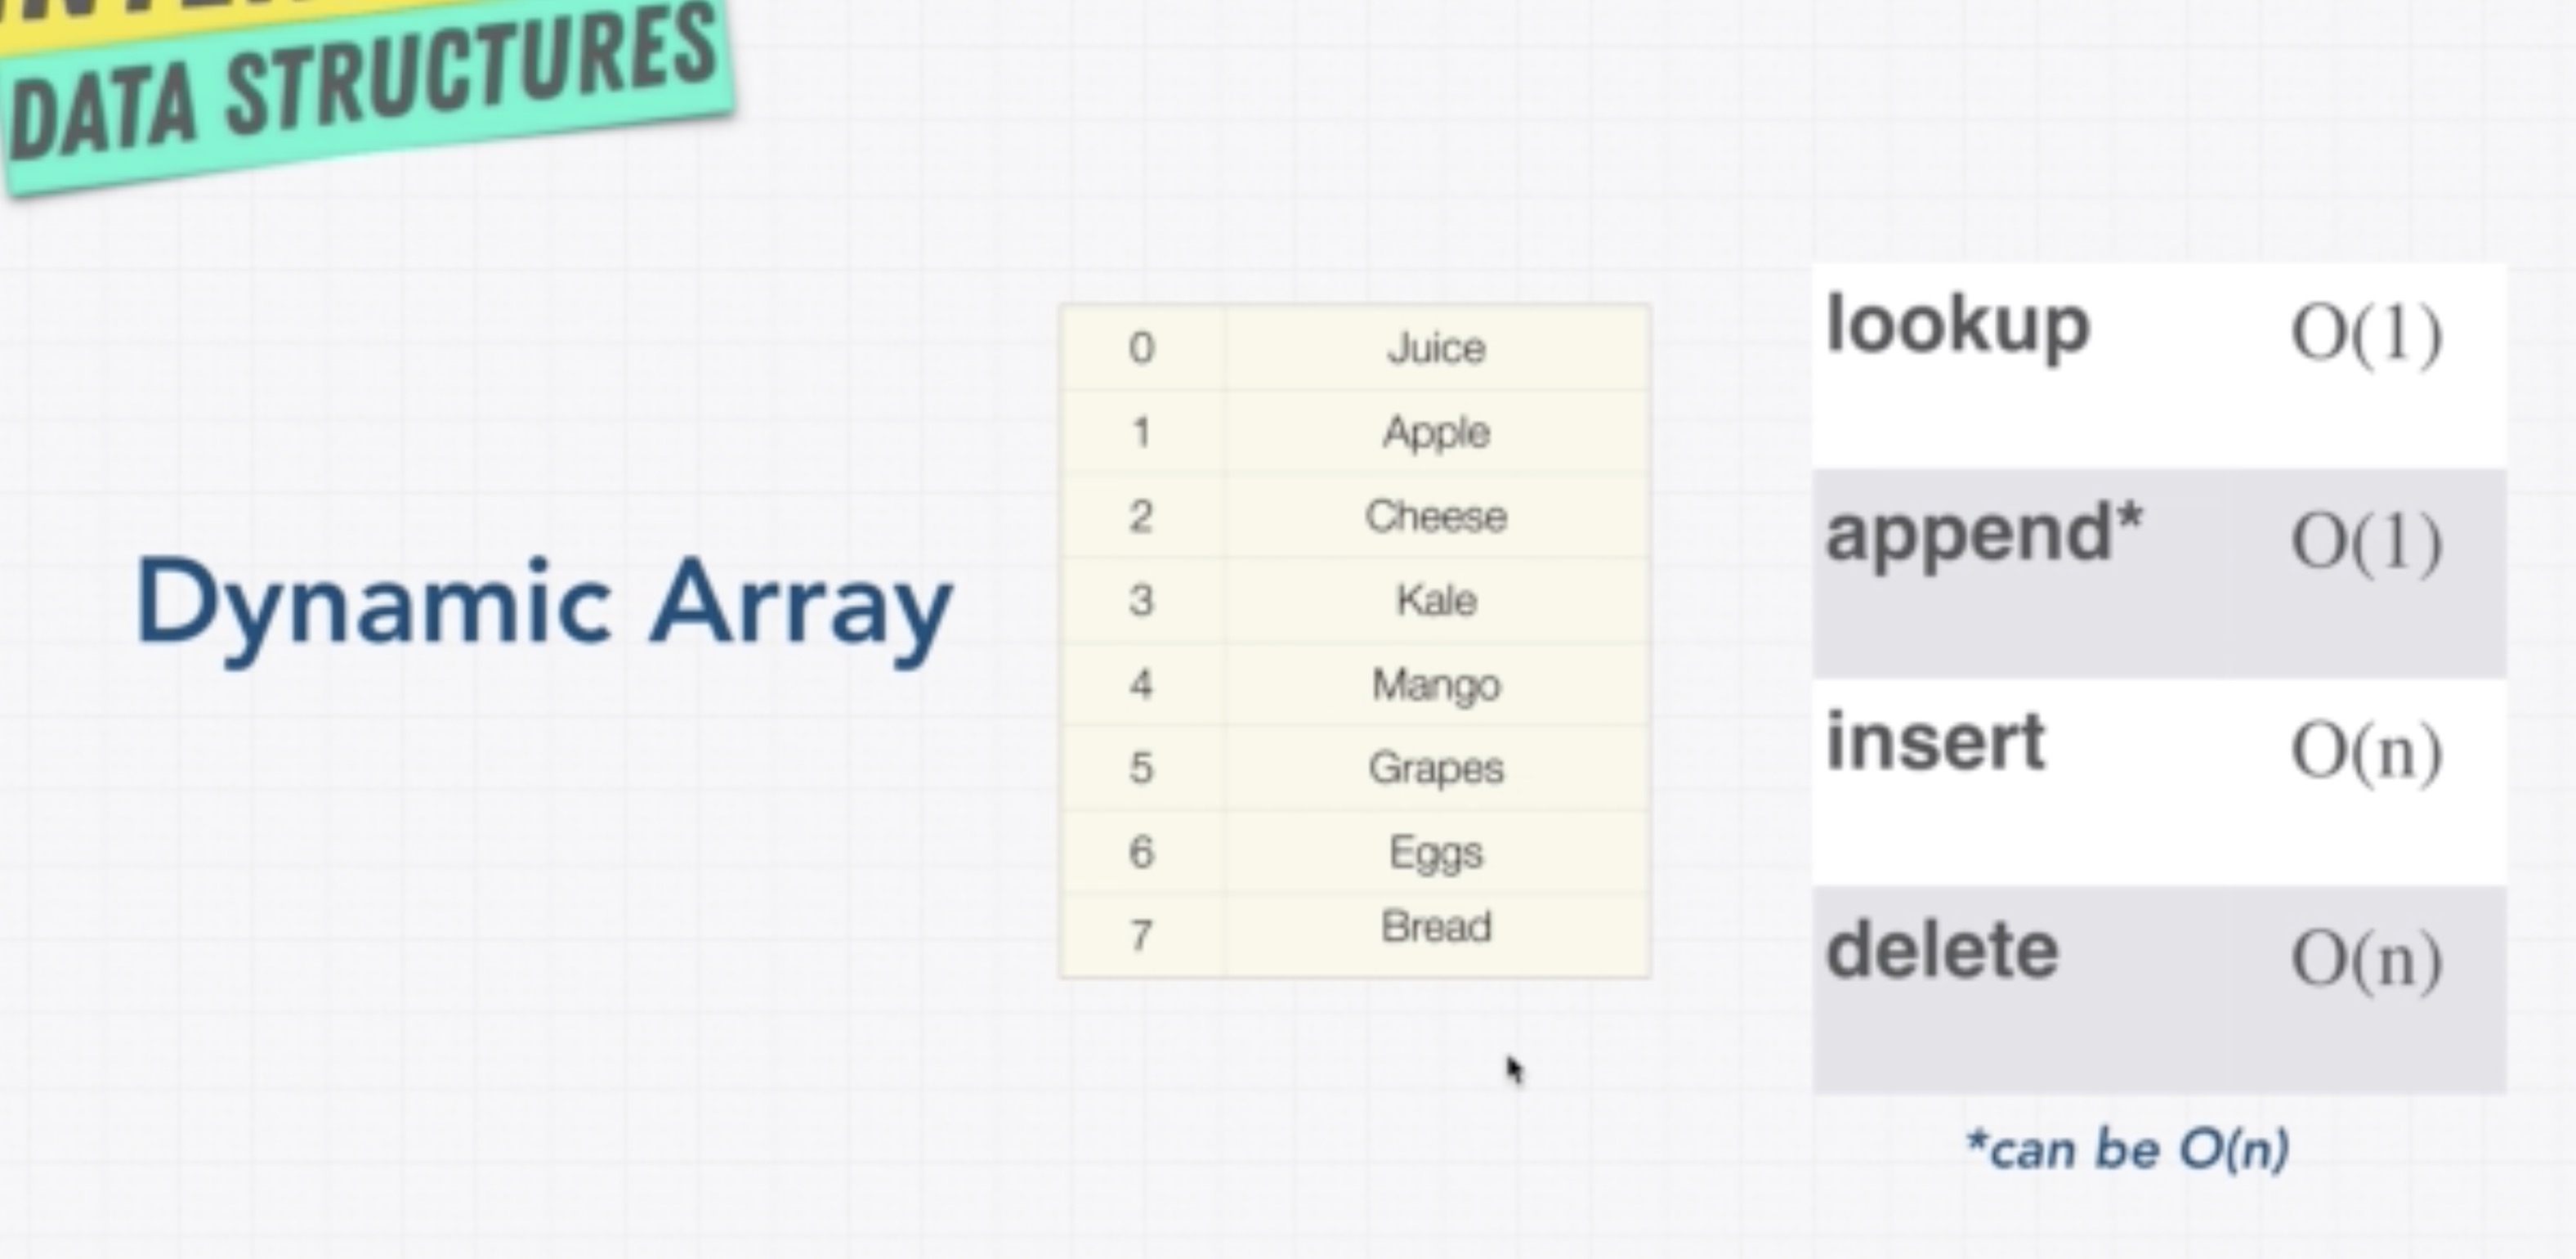 DATA STRUCTURES
Dynamic Array
0 Juice
1 Apple
2 Cheese
3 Kale
4 Mango
5 Grapes
6 Eggs
7 Bread
lookup O(1)
append* O(1)
insert O(n)
delete O(n)
*can be O(n)